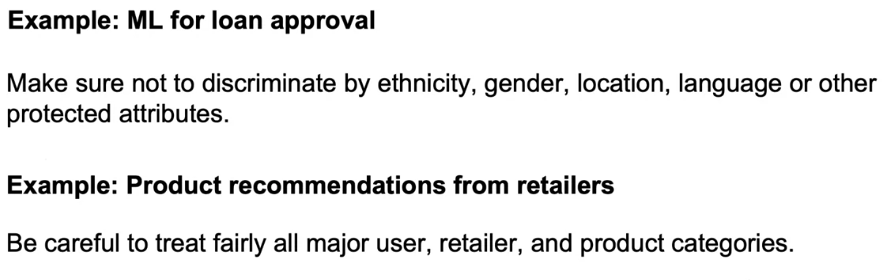 Example: ML for loan approval
Make sure not to discriminate by ethnicity, gender, location, language or other
protected attributes.
Example: Product recommendations from retailers
Be careful to treat fairly all major user, retailer, and product categories.